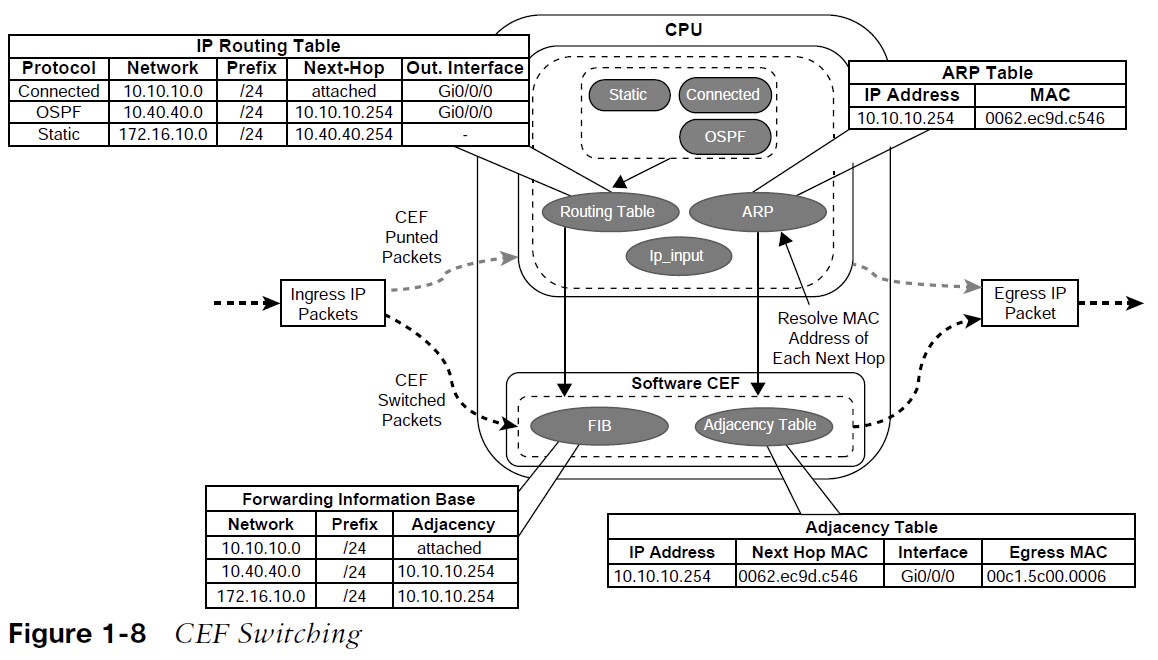 CPU
IP Routing Table
Protocol Network Prefix Next-Hop Out. Interface
Connected 10.10.10.0 /24 attached Gi0/0/0
OSPF 10.40.40.0 /24 10.10.10.254 Gi0/0/0
Static 172.16.10.0 /24 10.40.40.254 -
Static
Connected
OSPF
ARP Table
IP Address MAC
10.10.10.254 0062.ec9d.c546
Routing Table
ARP
Ip_input
CEF
Punted
Packets
Ingress IP
Packets
Egress IP
Packet
Resolve MAC
Address of
Each Next Hop
CEF
Switched
Packets
Software CEF
FIB
Adjacency Table
Forwarding Information Base
Network Prefix Adjacency
10.10.10.0 /24 attached
10.40.40.0 /24 10.10.10.254
172.16.10.0 /24 10.10.10.254
Adjacency Table
IP Address Next Hop MAC Interface Egress MAC
10.10.10.254 0062.ec9d.c546 Gi0/0/0 00c1.5c00.0006
Figure 1-8 CEF Switching